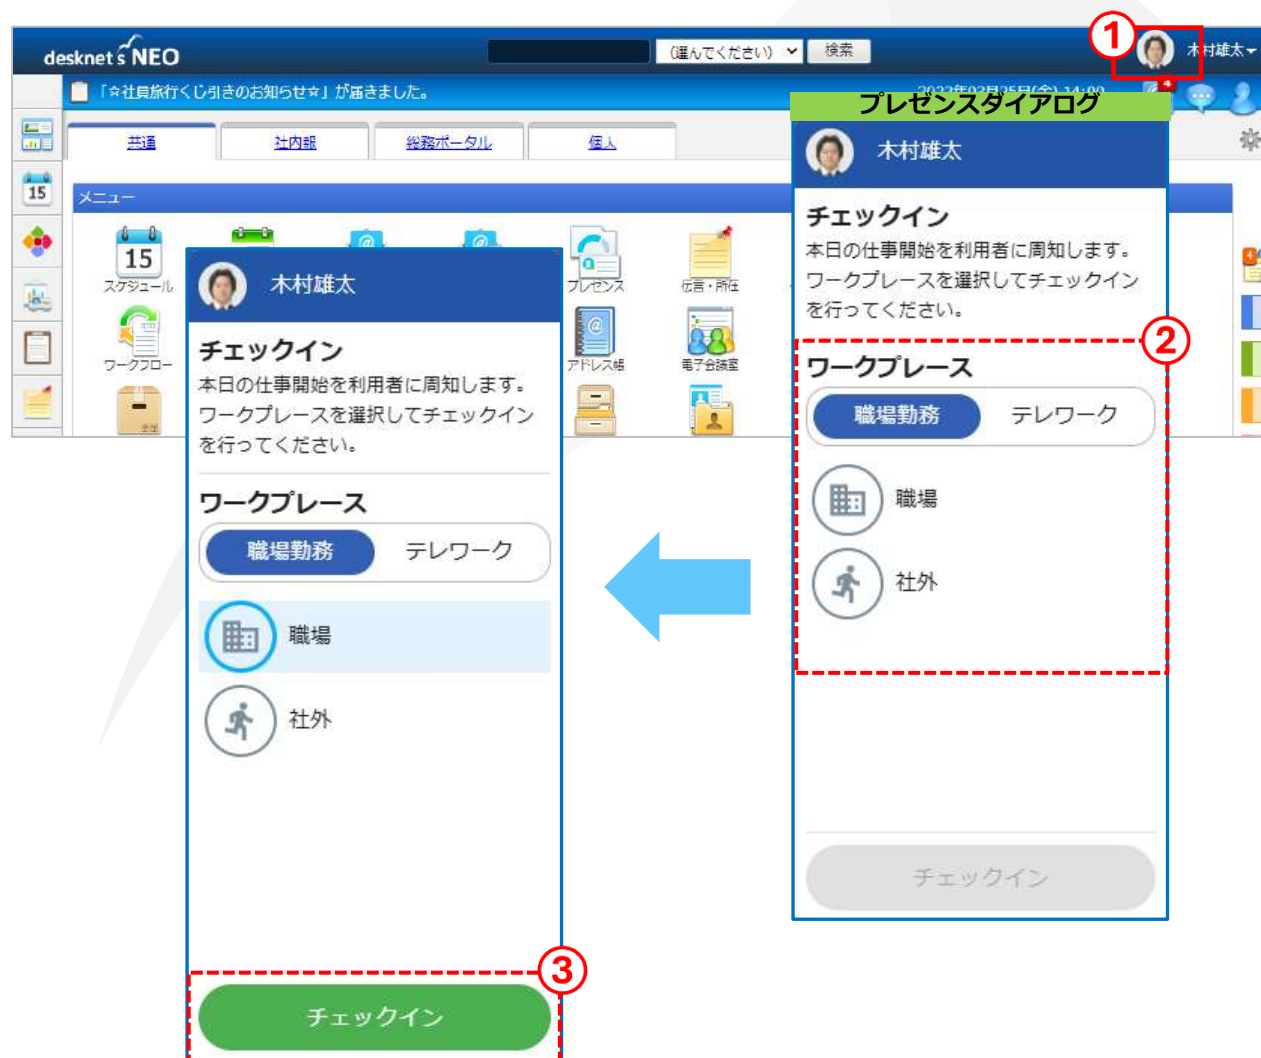 ①
desknet's NEO
(選んでください)
検索
木村雄太
「☆社員旅行くじ引きのお知らせ☆」が届きました。
プレゼンスダイアログ
共通
社内報
総務ポータル
個人
木村雄太
メニュー
15
15
スケジュール
プレゼンス
伝言・所在
ワークフロー
アドレス帳
電子会議室
チェックイン
本日の仕事開始を利用者に周知します。
ワークプレースを選択してチェックイン
を行ってください。
②
ワークプレース
職場勤務
テレワーク
職場
社外
チェックイン
木村雄太
チェックイン
本日の仕事開始を利用者に周知します。
ワークプレースを選択してチェックイン
を行ってください。
ワークプレース
職場勤務
テレワーク
職場
社外
③
チェックイン